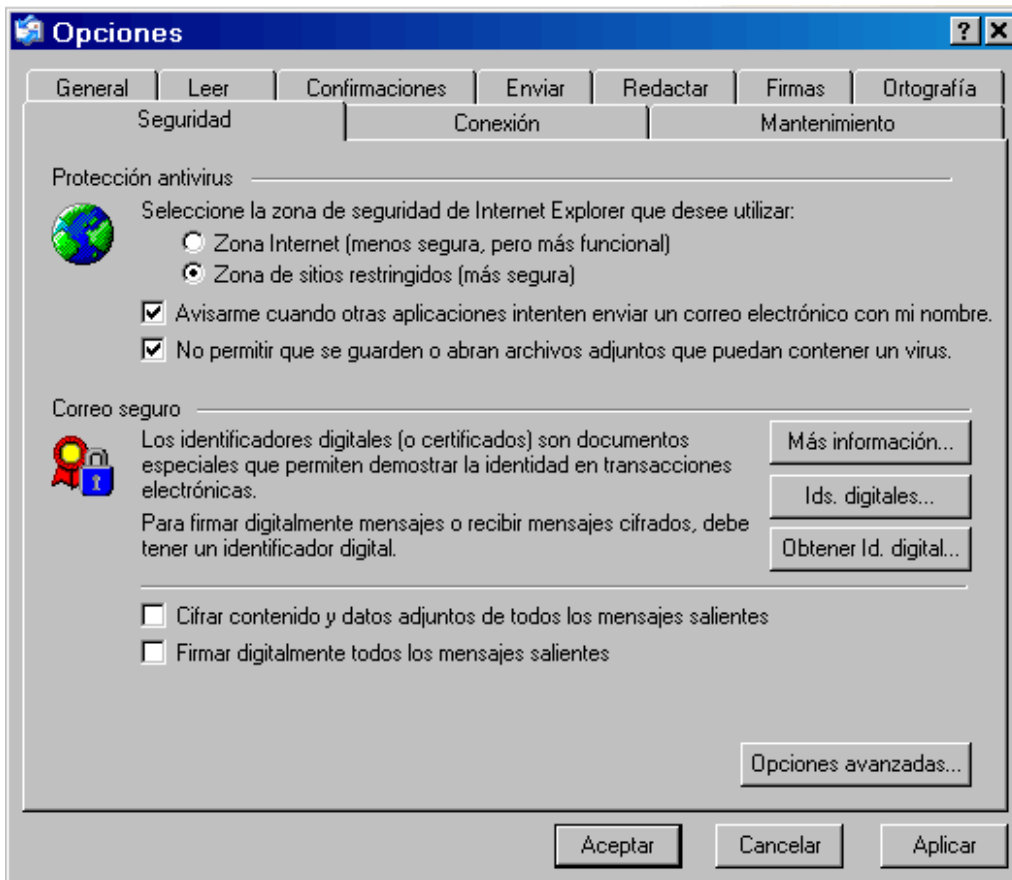 Opciones
General Leer Confirmaciones Enviar Redactar Firmas Ortografía
Seguridad Conexión Mantenimiento
Protección antivirus
Seleccione la zona de seguridad de Internet Explorer que desee utilizar:
Zona Internet (menos segura, pero más funcional)
Zona de sitios restringidos (más segura)
Avisarme cuando otras aplicaciones intenten enviar un correo electrónico con mi nombre.
No permitir que se guarden o abran archivos adjuntos que puedan contener un virus.
Correo seguro
Los identificadores digitales (o certificados) son documentos
especiales que permiten demostrar la identidad en transacciones
electrónicas.
Más información...
Ids. digitales...
Para firmar digitalmente mensajes o recibir mensajes cifrados, debe
tener un identificador digital.
Obtener Id. digital...
Cifrar contenido y datos adjuntos de todos los mensajes salientes
Firmar digitalmente todos los mensajes salientes
Opciones avanzadas...
Aceptar Cancelar Aplicar